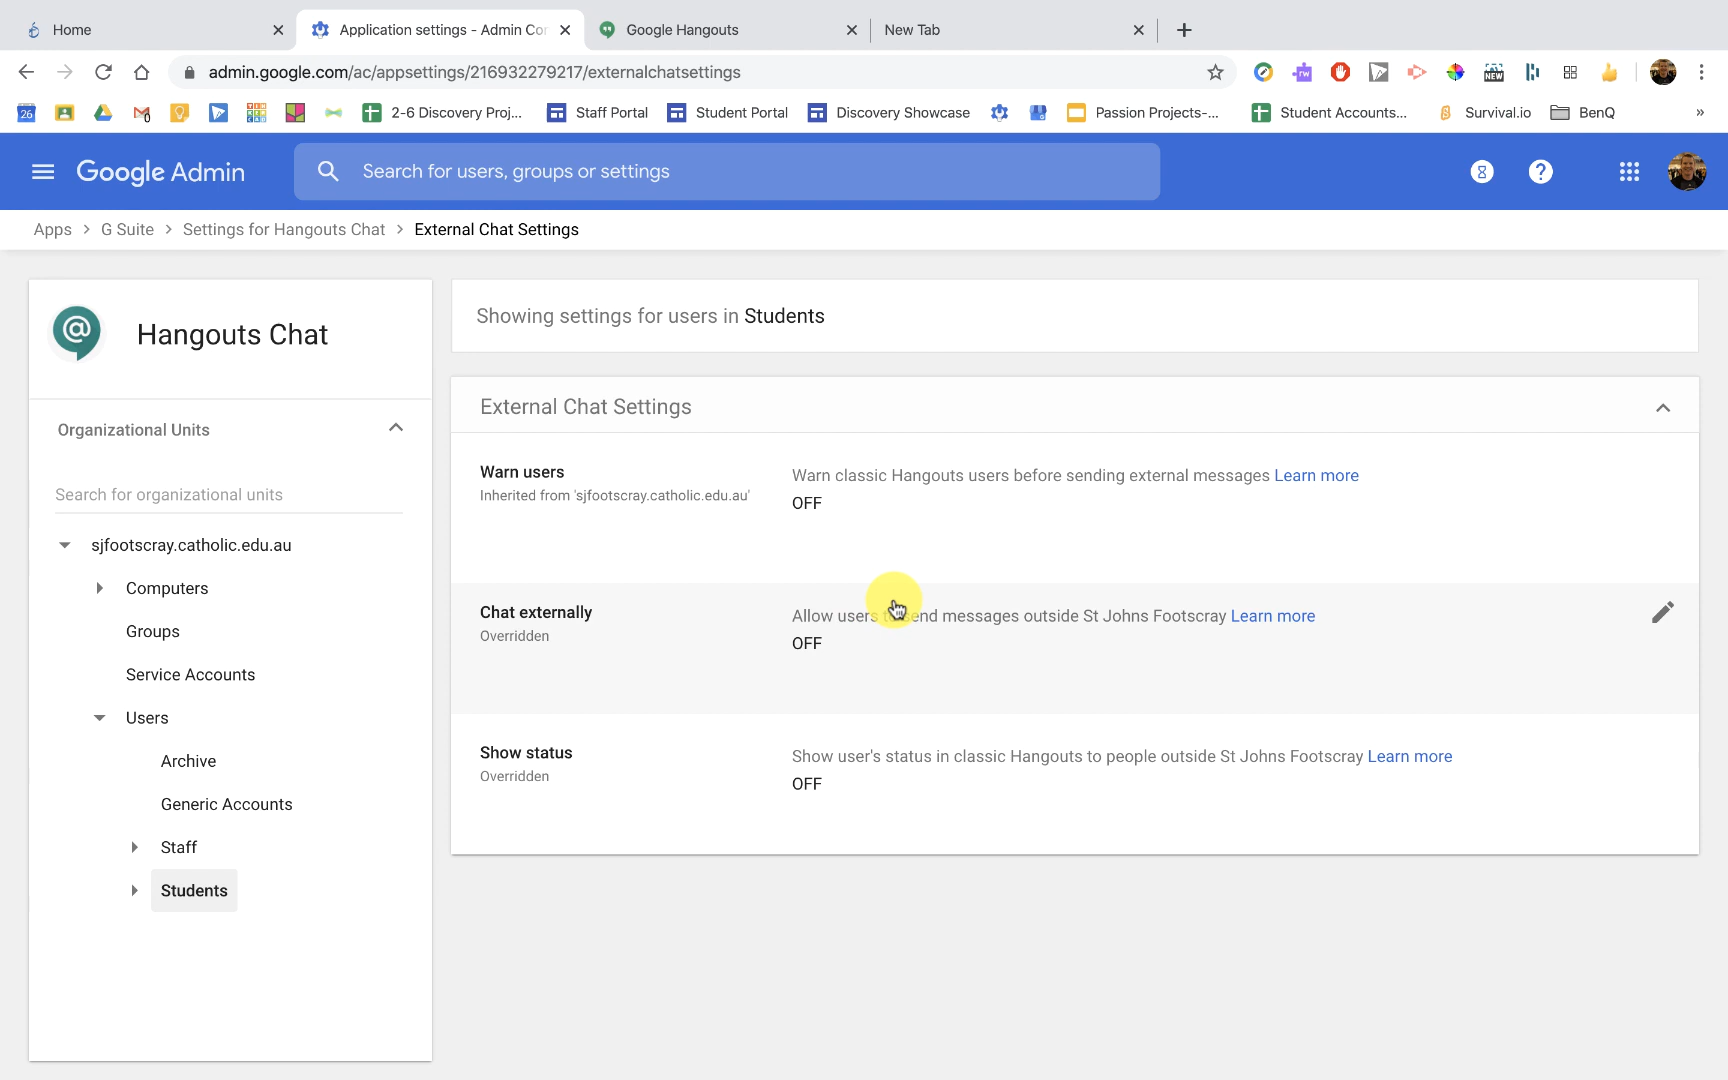 Home
Application settings - Admin Con
Google Hangouts
New Tab
admin.google.com/ac/appsettings/216932279217/externalchatsettings
26
2-6 Discovery Proj...
Staff Portal
Student Portal
Discovery Showcase
Passion Projects-...
Student Accounts...
Survival.io
BenQ
»
Google Admin
Search for users, groups or settings
Apps > G Suite > Settings for Hangouts Chat > External Chat Settings
Hangouts Chat
Organizational Units
Search for organizational units
sjfootscray.catholic.edu.au
Computers
Groups
Service Accounts
Users
Archive
Generic Accounts
Staff
Students
Showing settings for users in Students
External Chat Settings
Warn users
Inherited from 'sjfootscray.catholic.edu.au'
Warn classic Hangouts users before sending external messages Learn more
OFF
Chat externally
Overridden
Allow users to send messages outside St Johns Footscray Learn more
OFF
Show status
Overridden
Show user's status in classic Hangouts to people outside St Johns Footscray Learn more
OFF